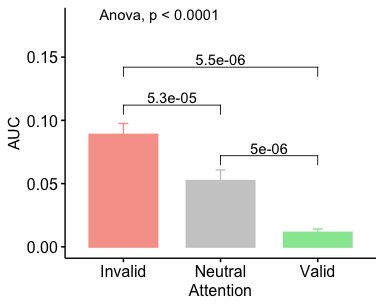 Anova, p < 0.0001
0.15
5.5e-06
0.10
5.3e-05
AUC
5e-06
0.05
0.00
Invalid Neutral Valid
Attention